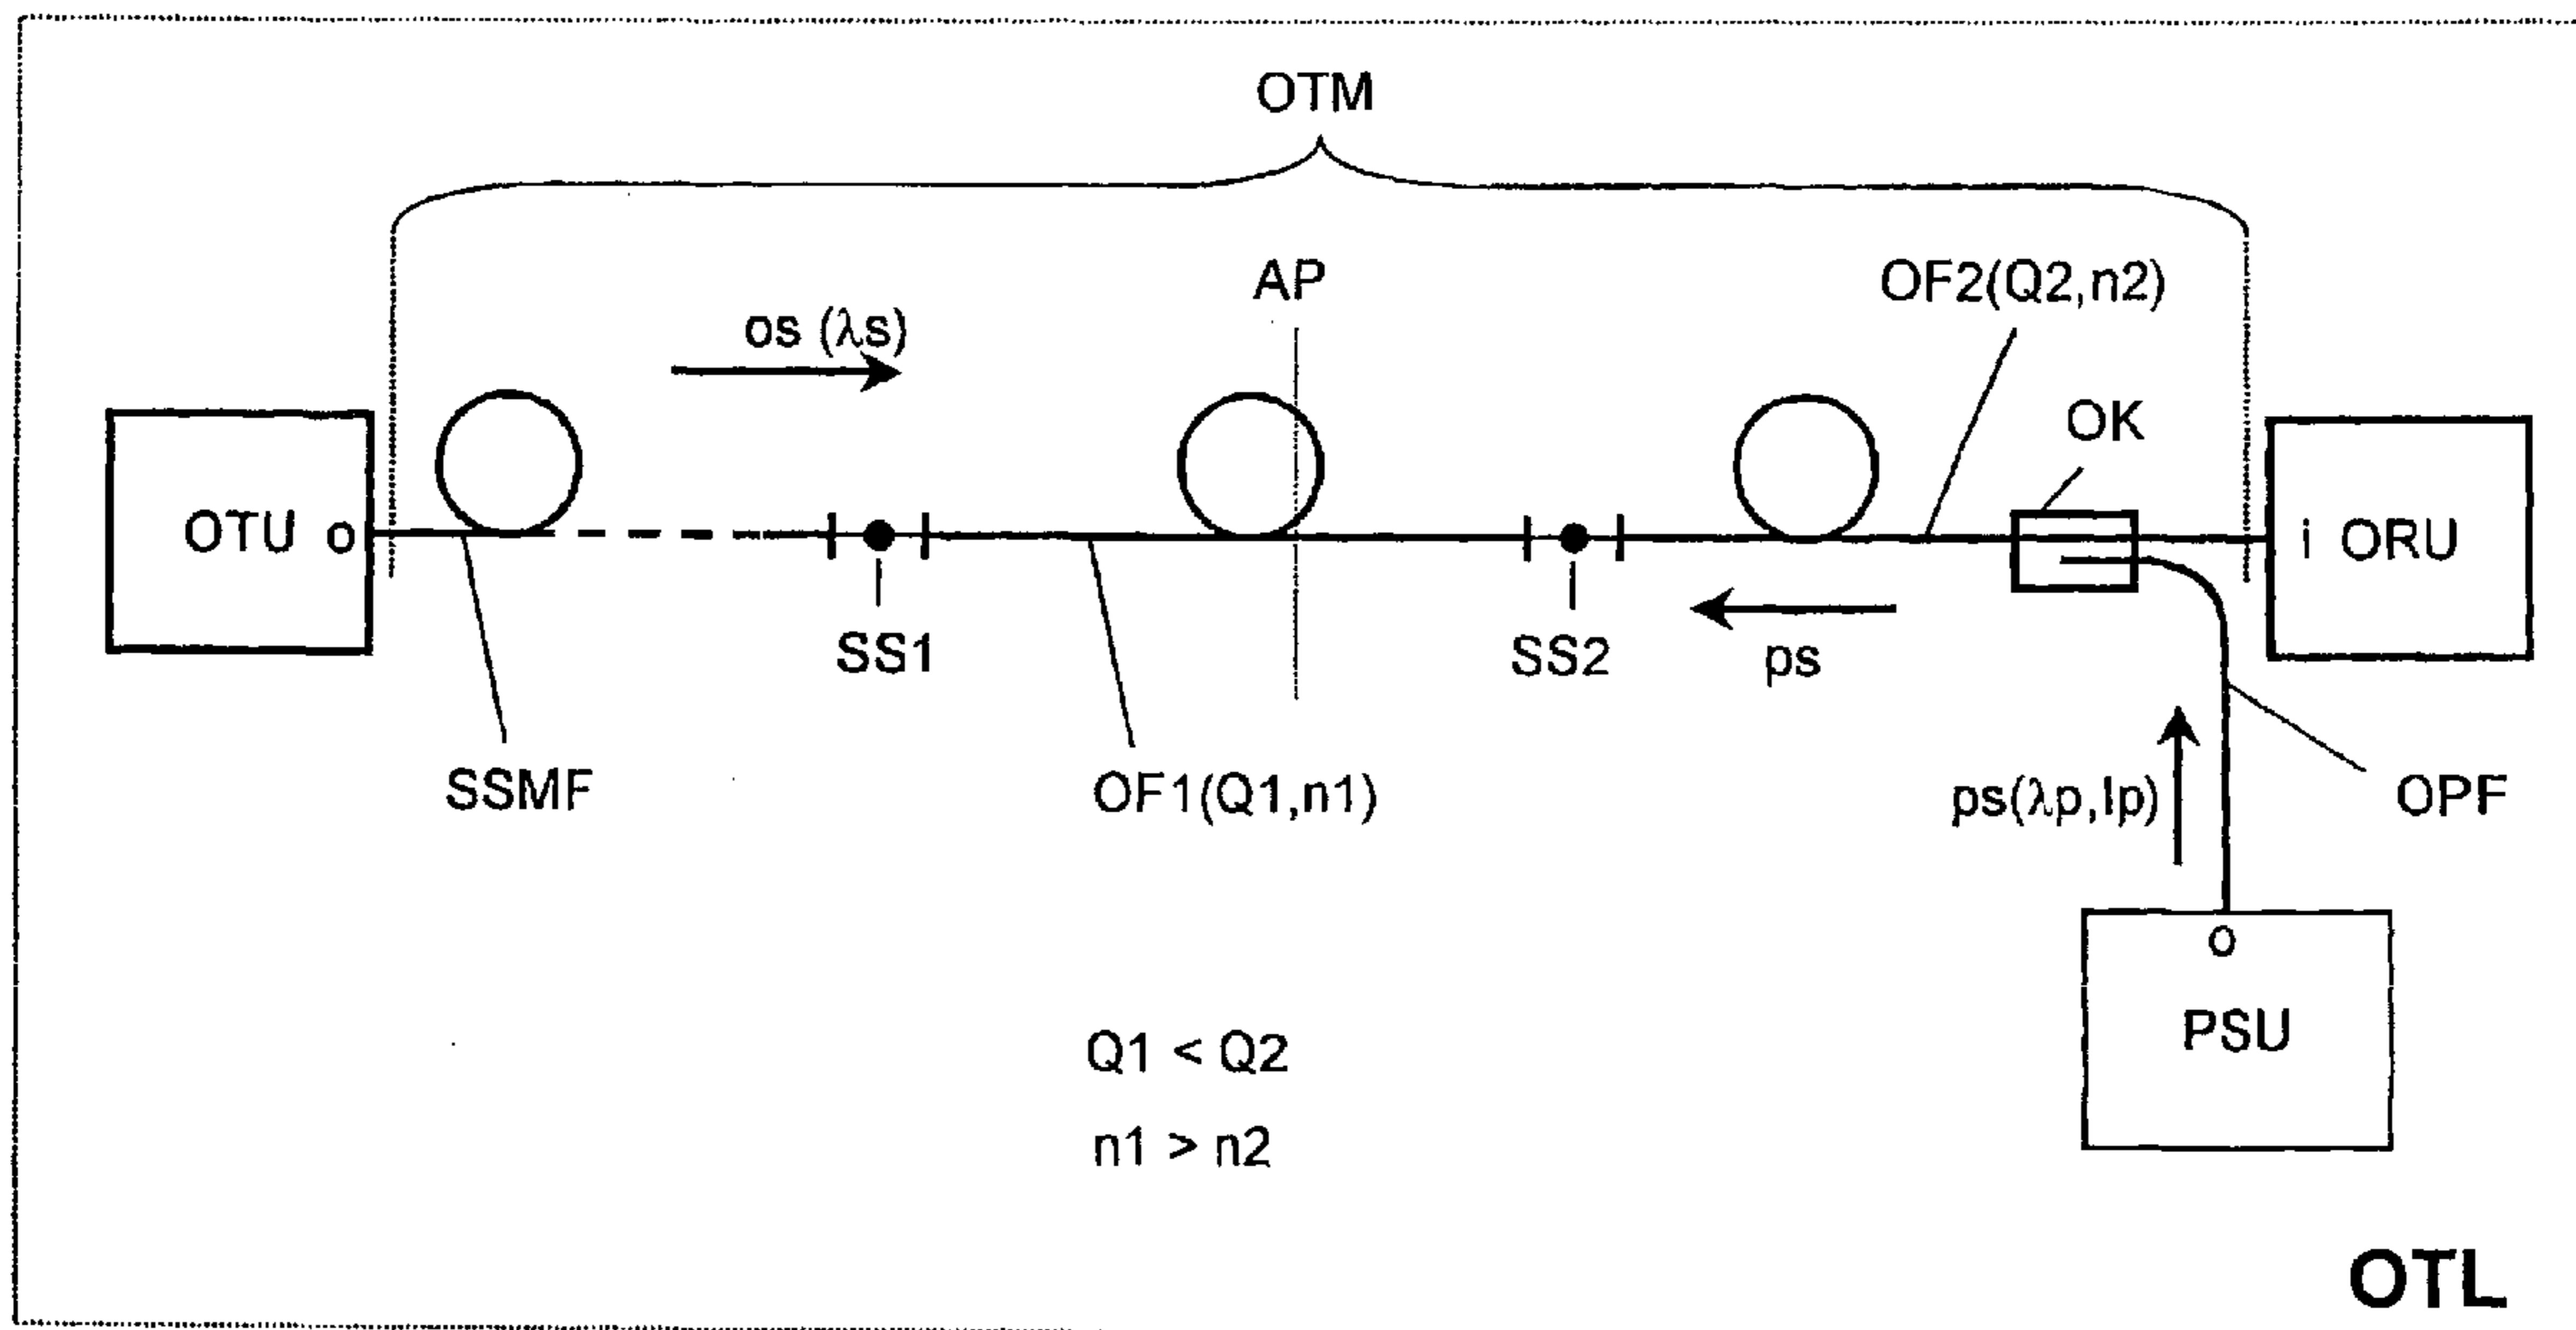 OTM
AP
OF2(Q2,n2)
os (λs)
OK
OTU o
i ORU
SS1
SS2
ps
SSMF
OF1(Q1,n1)
ps(λp,Ip)
OPF
o
PSU
Q1 < Q2
n1 > n2
OTL